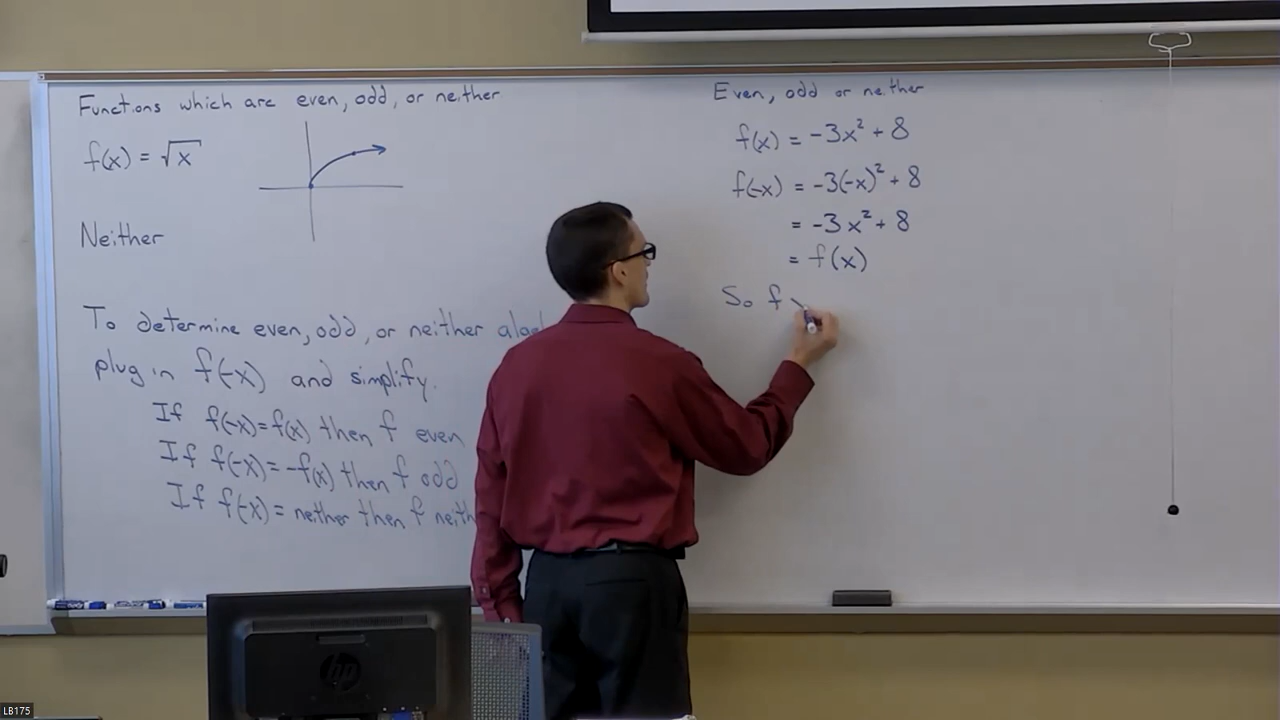 Functions which are even, odd, or neither
f(x) = √x
Neither
To determine even, odd, or neither
plug in f(-x) and simplify.
If f(-x)=f(x) then f even
If f(-x)=-f(x) then f odd
If f(-x)= neither then f
Even, odd or neither
f(x) = -3x² + 8
f(-x) = -3(-x)² + 8
= -3x² + 8
= f(x)
So f
hp
LB175